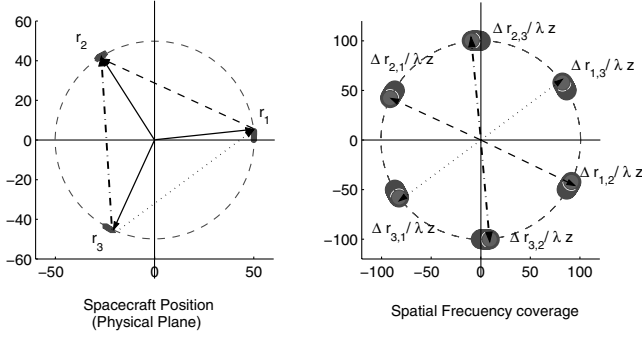 60
40
20
0
−20
−40
−60
−50
0
50
r1
r2
r3
Spacecraft Position
(Physical Plane)
100
50
0
−50
−100
−100
−50
0
50
100
Δ r2,3/ λ z
Δ r2,1/ λ z
Δ r1,3/ λ z
Δ r1,2/ λ z
Δ r3,1/ λ z
Δ r3,2/ λ z
Spatial Frecuency coverage